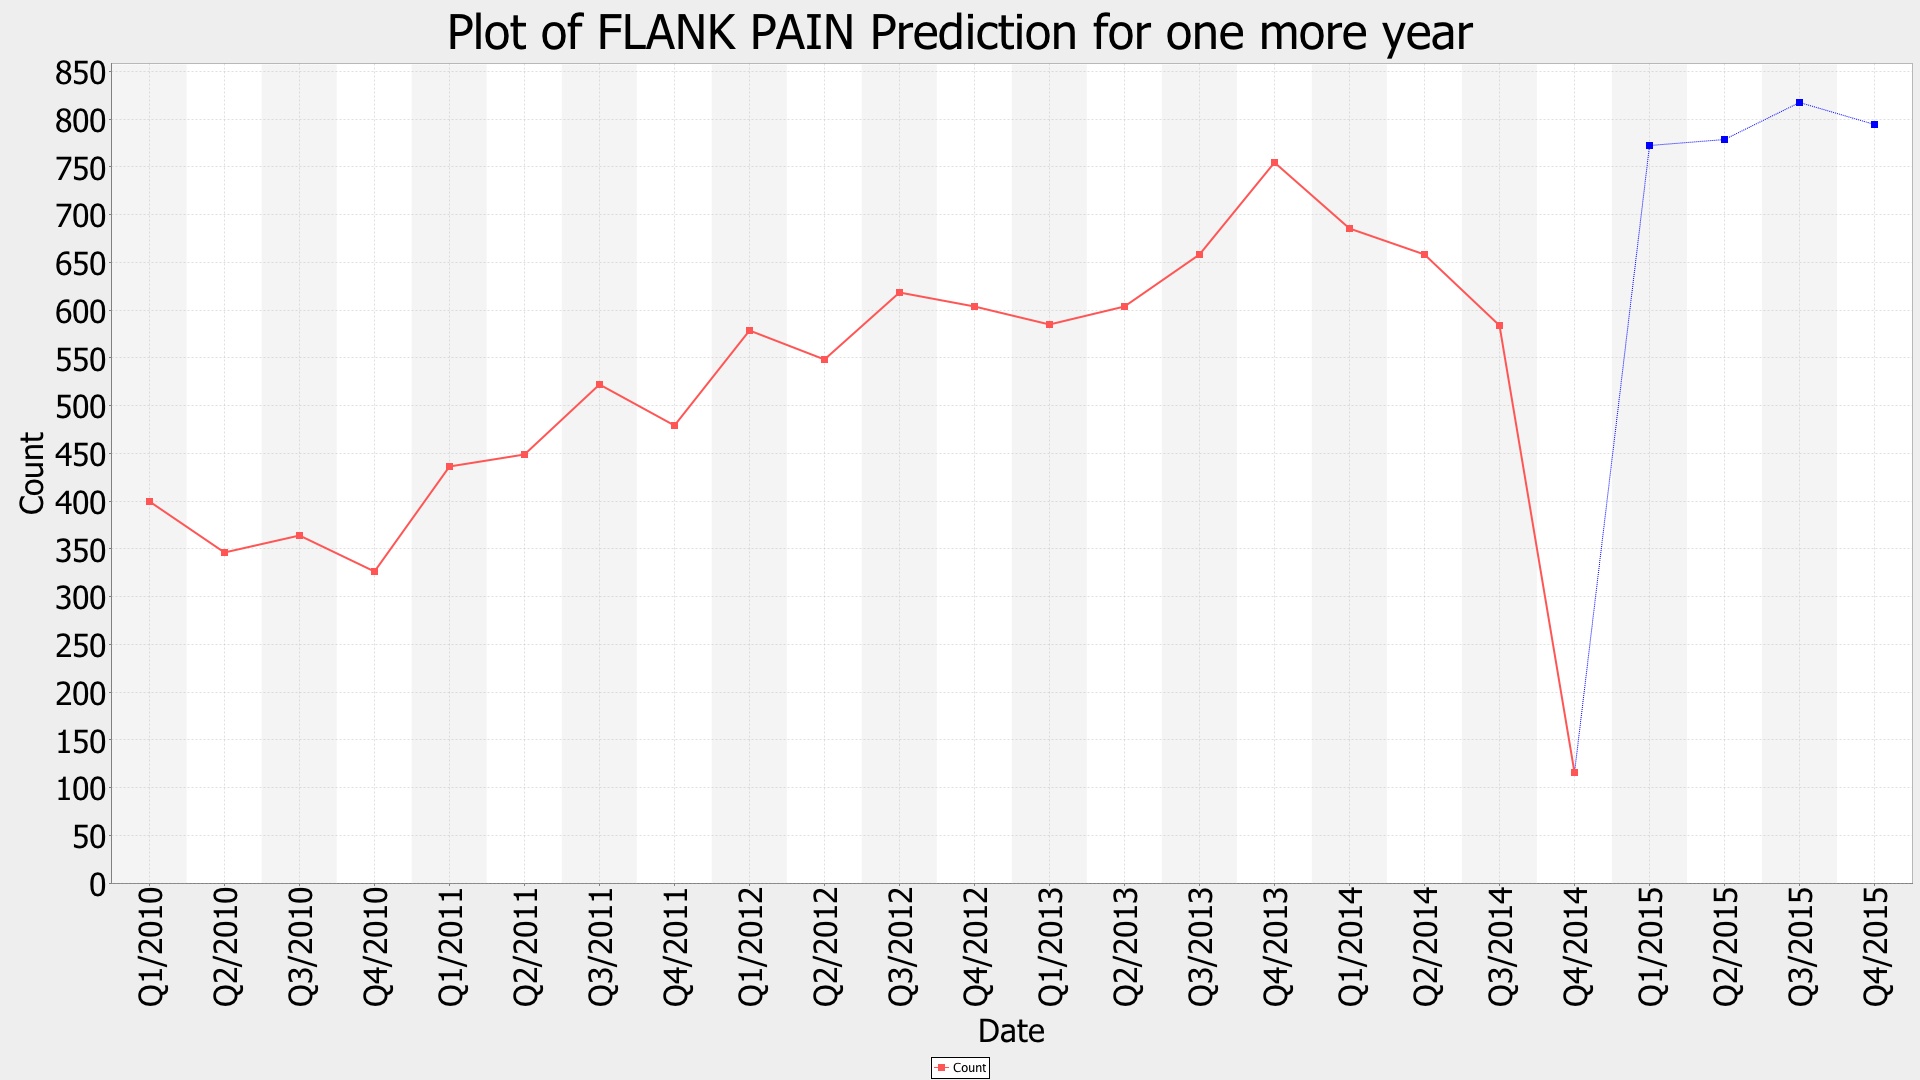 Plot of FLANK PAIN Prediction for one more year
850
800
750
700
650
600
550
500
450
400
350
300
250
200
150
100
50
0
Count
Q1/2010
Q2/2010
Q3/2010
Q4/2010
Q1/2011
Q2/2011
Q3/2011
Q4/2011
Q1/2012
Q2/2012
Q3/2012
Q4/2012
Q1/2013
Q2/2013
Q3/2013
Q4/2013
Q1/2014
Q2/2014
Q3/2014
Q4/2014
Q1/2015
Q2/2015
Q3/2015
Q4/2015
Date
Count